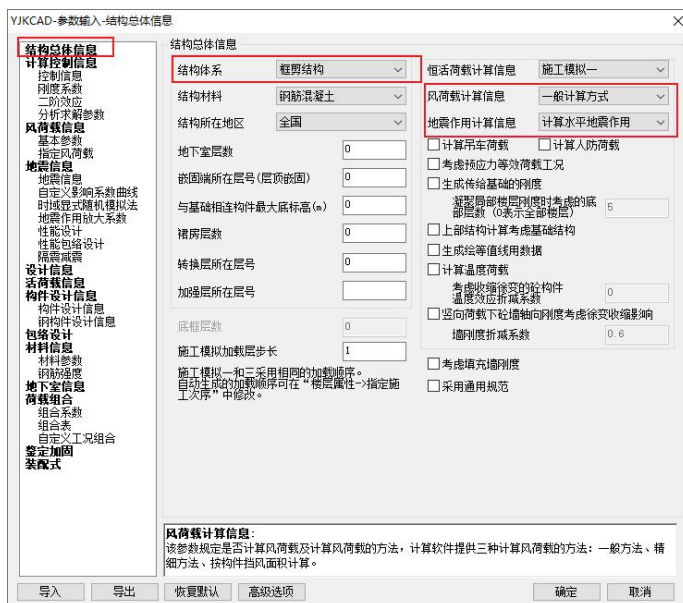 YJKCAD-参数输入-结构总体信息
结构总体信息
计算控制信息
控制信息
刚度系数
二阶效应
分析求解参数
风荷载信息
基本参数
指定风荷载
地震信息
地震信息
自定义影响系数曲线
时域显式随机模拟法
地震作用放大系数
性能设计
性能包络设计
隔震减震
设计信息
活荷载信息
构件设计信息
构件设计信息
钢构件设计信息
包络设计
材料信息
材料参数
钢筋强度
地下室信息
荷载组合
组合系数
组合表
自定义工况组合
鉴定加固
装配式
结构总体信息
结构体系 框剪结构
结构材料 钢筋混凝土
结构所在地区 全国
地下室层数 0
嵌固端所在层号(层顶嵌固) 0
与基础相连构件最大底标高(m) 0
裙房层数 0
转换层所在层号 0
加强层所在层号
底框层数 0
施工模拟加载层步长 1
施工模拟一和三采用相同的加载顺序。
自动生成的加载顺序可在“楼层属性->指定施
工次序”中修改。
恒活荷载计算信息 施工模拟一
风荷载计算信息 一般计算方式
地震作用计算信息 计算水平地震作用
计算吊车荷载 计算人防荷载
考虑预应力等效荷载工况
生成传给基础的刚度
凝聚局部楼层刚度时考虑的底
部层数（0表示全部楼层） 5
上部结构计算考虑基础结构
生成绘等值线用数据
计算温度荷载
考虑收缩徐变的砼构件
温度效应折减系数 0
竖向荷载下砼墙轴向刚度考虑徐变收缩影响
墙刚度折减系数 0.6
考虑填充墙刚度
采用通用规范
风荷载计算信息：
该参数规定是否计算风荷载及计算风荷载的方法，计算软件提供三种计算风荷载的方法：一般方法、精
细方法、按构件挡风面积计算。
导入 导出 恢复默认 高级选项 确定 取消